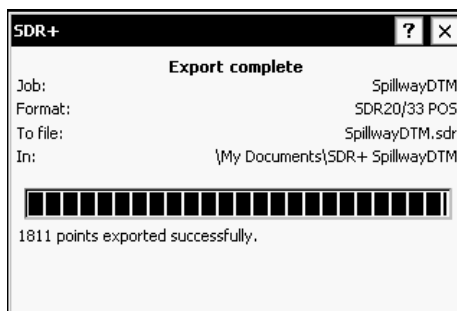 SDR+ ? ×
Export complete
Job: SpillwayDTM
Format: SDR20/33 POS
To file: SpillwayDTM.sdr
In: \My Documents\SDR+ SpillwayDTM
1811 points exported successfully.